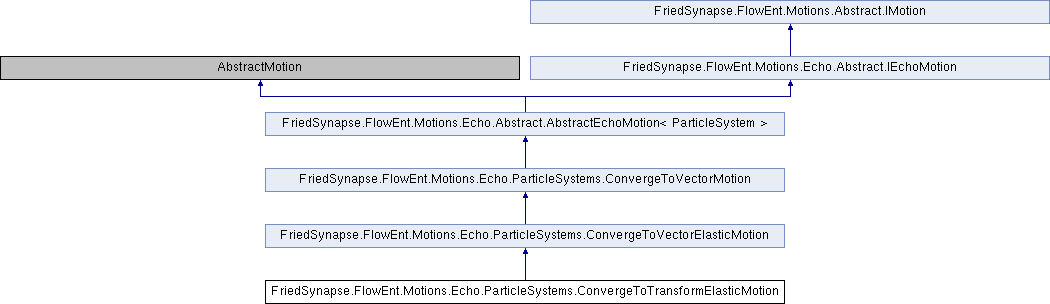 FriedSynapse.FlowEnt.Motions.Abstract.IMotion
AbstractMotion
FriedSynapse.FlowEnt.Motions.Echo.Abstract.IEchoMotion
FriedSynapse.FlowEnt.Motions.Echo.Abstract.AbstractEchoMotion< ParticleSystem >
FriedSynapse.FlowEnt.Motions.Echo.ParticleSystems.ConvergeToVectorMotion
FriedSynapse.FlowEnt.Motions.Echo.ParticleSystems.ConvergeToVectorElasticMotion
FriedSynapse.FlowEnt.Motions.Echo.ParticleSystems.ConvergeToTransformElasticMotion